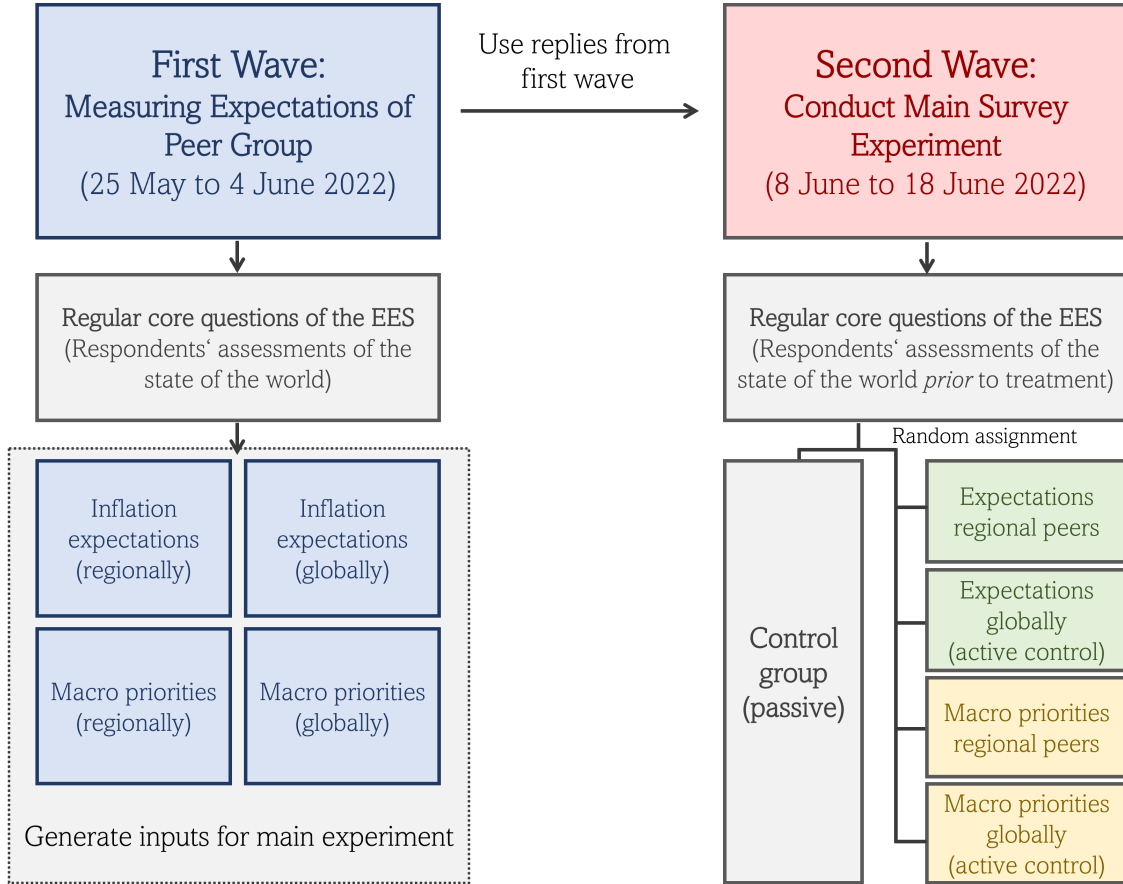 First Wave:
Measuring Expectations of
Peer Group
(25 May to 4 June 2022)
Use replies from
first wave
Second Wave:
Conduct Main Survey
Experiment
(8 June to 18 June 2022)
Regular core questions of the EES
(Respondents‘ assessments of the
state of the world)
Regular core questions of the EES
(Respondents‘ assessments of the
state of the world prior to treatment)
Random assignment
Inflation
expectations
(regionally)
Inflation
expectations
(globally)
Macro priorities
(regionally)
Macro priorities
(globally)
Generate inputs for main experiment
Control
group
(passive)
Expectations
regional peers
Expectations
globally
(active control)
Macro priorities
regional peers
Macro priorities
globally
(active control)